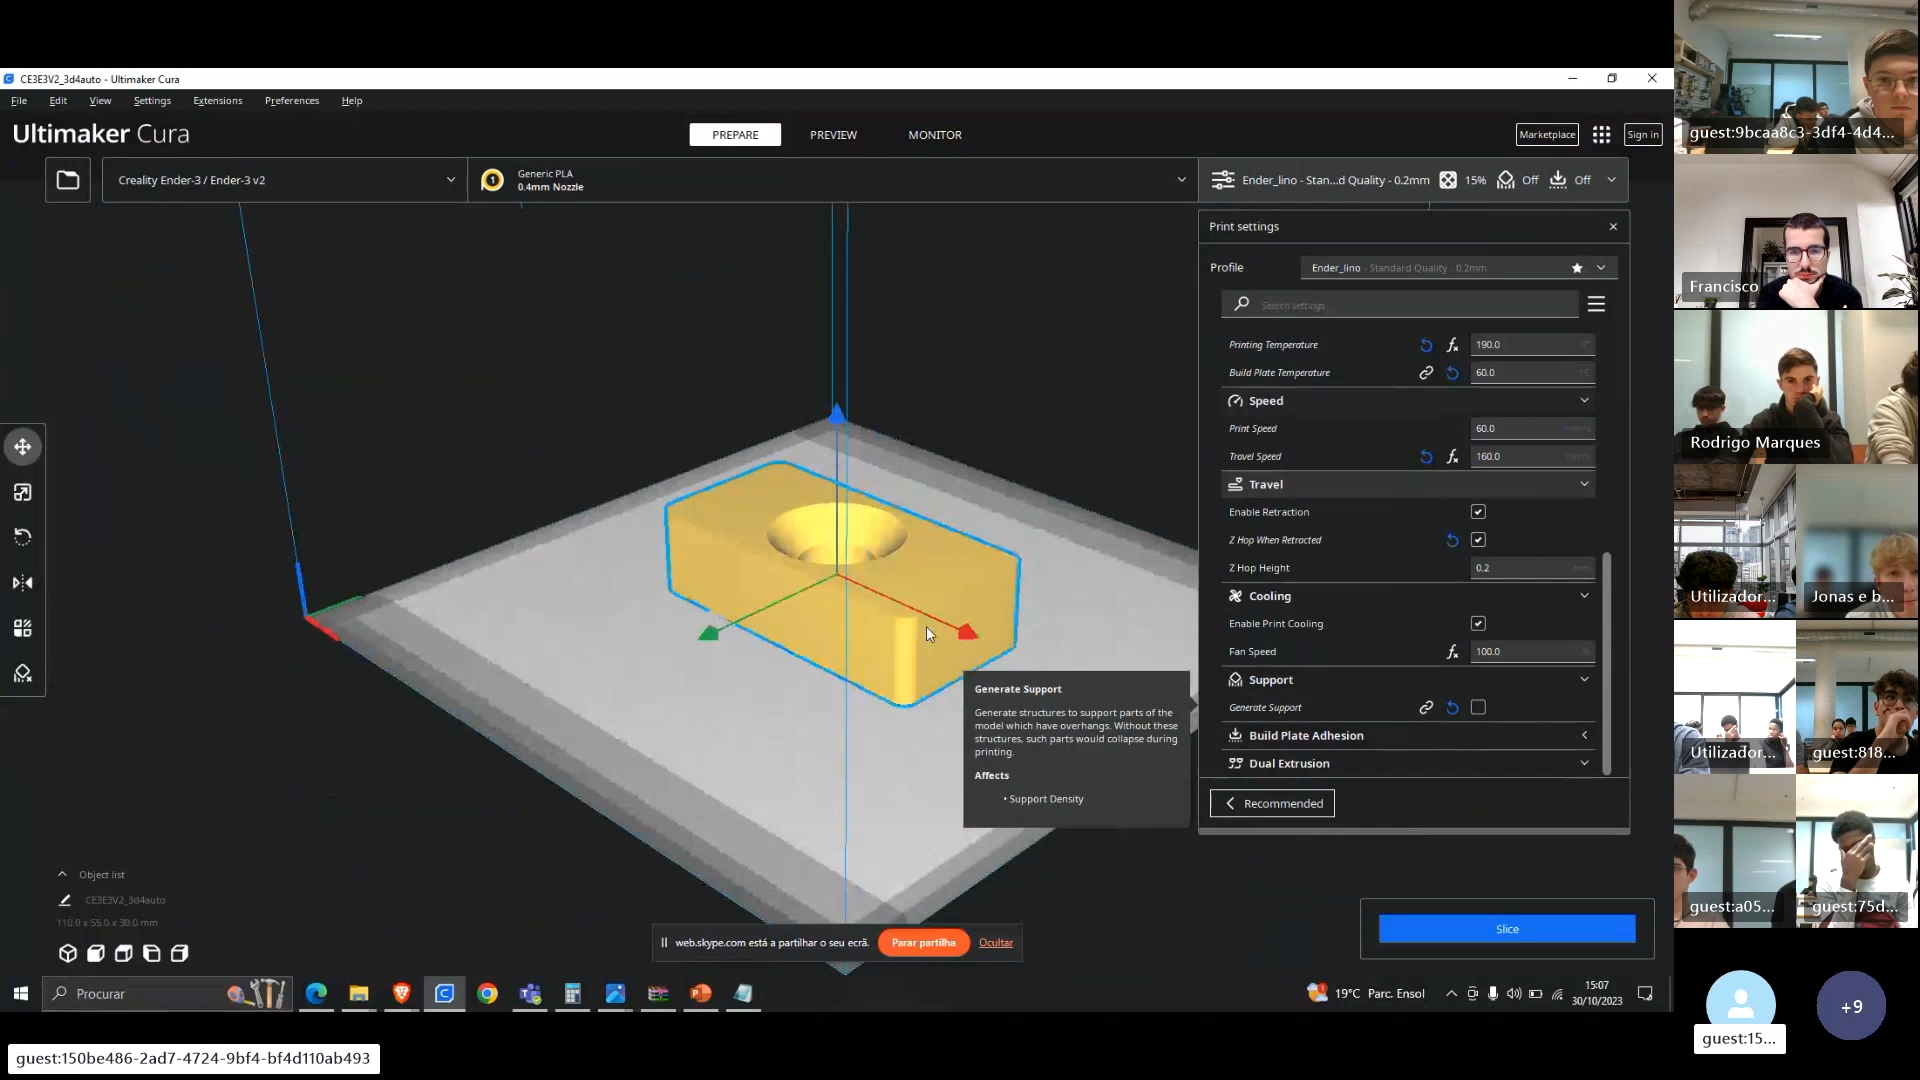 CE3E3V2_3d4auto - Ultimaker Cura
File Edit View Settings Extensions Preferences Help
Ultimaker Cura
PREPARE PREVIEW MONITOR
Marketplace
Sign in
Creality Ender-3 / Ender-3 v2
1
Generic PLA
0.4mm Nozzle
Ender_lino - Stan...d Quality - 0.2mm 15% Off Off
Print settings
Profile
Ender_lino - Standard Quality - 0.2mm
Search settings
Printing Temperature 190.0 °C
Build Plate Temperature 60.0 °C
Speed
Print Speed 60.0 mm/s
Travel Speed 160.0 mm/s
Travel
Enable Retraction
Z Hop When Retracted
Z Hop Height 0.2 mm
Cooling
Enable Print Cooling
Fan Speed 100.0 %
Support
Generate Support
Build Plate Adhesion
Dual Extrusion
Recommended
Generate Support
Generate structures to support parts of the
model which have overhangs. Without these
structures, such parts would collapse during
printing.
Affects
• Support Density
Object list
CE3E3V2_3d4auto
110.0 x 55.0 x 30.0 mm
Slice
web.skype.com está a partilhar o seu ecrã. Parar partilha Ocultar
Procurar
19°C Parc. Ensol
15:07
30/10/2023
guest:9bcaa8c3-3df4-4d4...
Francisco
Rodrigo Marques
Utilizador...
Jonas e b...
Utilizador...
guest:818...
guest:a05...
guest:75d...
guest:15...
+9
guest:150be486-2ad7-4724-9bf4-bf4d110ab493